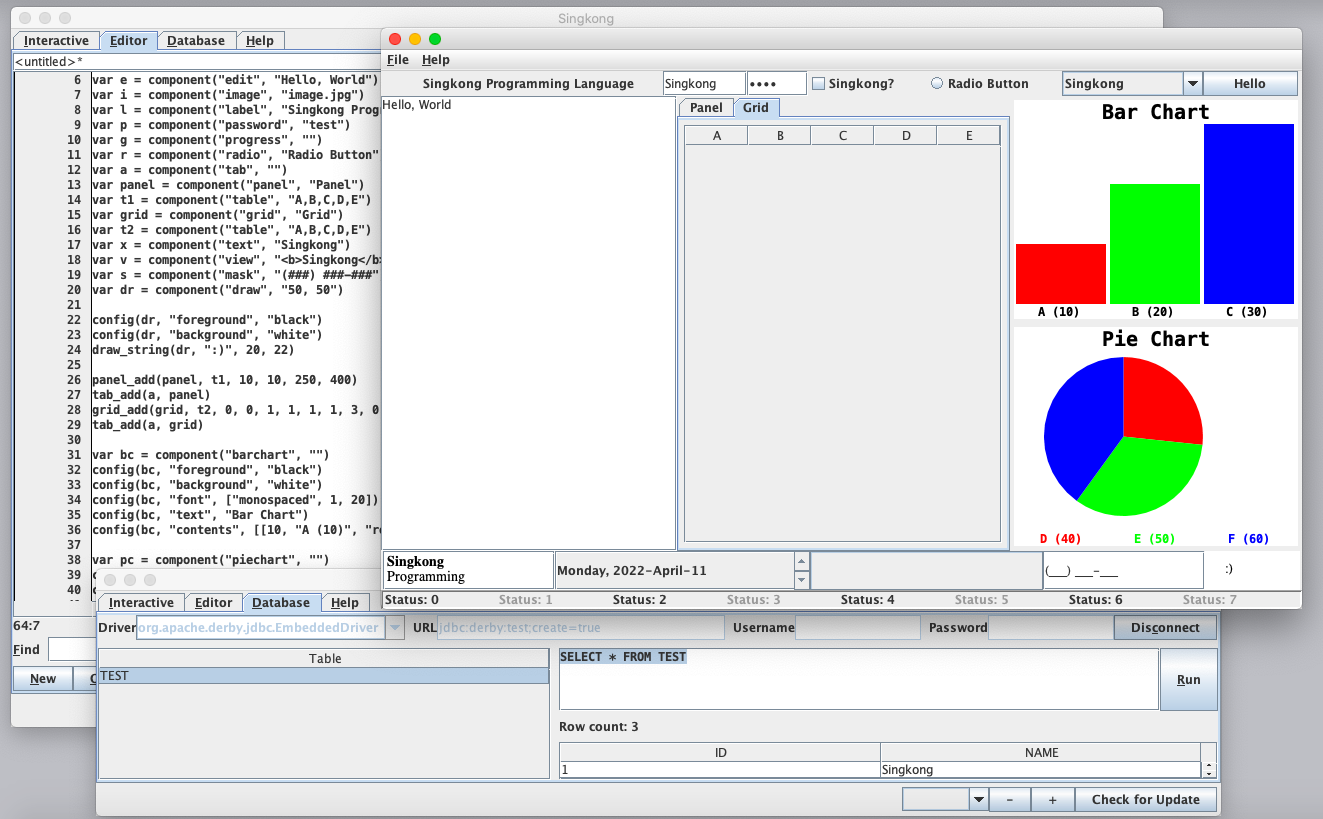 Singkong
Interactive Editor Database Help
<untitled>*
6 var e = component("edit", "Hello, World")
7 var i = component("image", "image.jpg")
8 var l = component("label", "Singkong Prog
9 var p = component("password", "test")
10 var g = component("progress", "")
11 var r = component("radio", "Radio Button"
12 var a = component("tab", "")
13 var panel = component("panel", "Panel")
14 var t1 = component("table", "A,B,C,D,E")
15 var grid = component("grid", "Grid")
16 var t2 = component("table", "A,B,C,D,E")
17 var x = component("text", "Singkong")
18 var v = component("view", "<b>Singkong</b>
19 var s = component("mask", "(###) ###-###"
20 var dr = component("draw", "50, 50")
21
22 config(dr, "foreground", "black")
23 config(dr, "background", "white")
24 draw_string(dr, ":)", 20, 22)
25
26 panel_add(panel, t1, 10, 10, 250, 400)
27 tab_add(a, panel)
28 grid_add(grid, t2, 0, 0, 1, 1, 1, 1, 3, 0
29 tab_add(a, grid)
30
31 var bc = component("barchart", "")
32 config(bc, "foreground", "black")
33 config(bc, "background", "white")
34 config(bc, "font", ["monospaced", 1, 20])
35 config(bc, "text", "Bar Chart")
36 config(bc, "contents", [[10, "A (10)", "re
37
38 var pc = component("piechart", "")
39 c
40 c
64:7
Find
New
File Help
Singkong Programming Language Singkong •••• Singkong? Radio Button Singkong Hello
Hello, World
Panel Grid
A B C D E
Bar Chart
A (10) B (20) C (30)
Pie Chart
D (40) E (50) F (60)
Singkong
Programming
Monday, 2022-April-11
(__) ___-___
:)
Status: 0 Status: 1 Status: 2 Status: 3 Status: 4 Status: 5 Status: 6 Status: 7
Interactive Editor Database Help
Driver org.apache.derby.jdbc.EmbeddedDriver URL jdbc:derby:test;create=true Username Password Disconnect
Table
TEST
SELECT * FROM TEST
Run
Row count: 3
ID NAME
1 Singkong
- + Check for Update